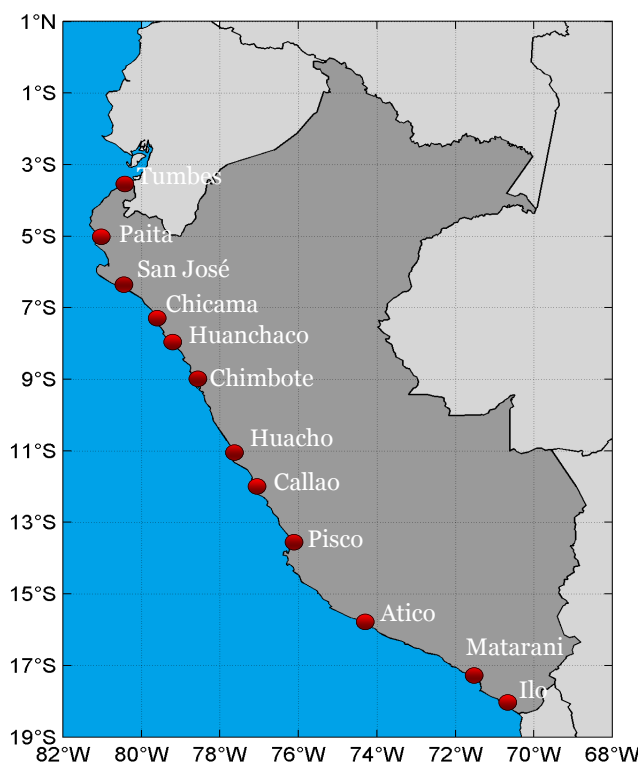 1°N
1°S
3°S
Tumbes
5°S
Paita
San José
7°S
Chicama
Huanchaco
9°S
Chimbote
11°S
Huacho
Callao
13°S
Pisco
15°S
Atico
Matarani
17°S
Ilo
19°S
82°W 80°W 78°W 76°W 74°W 72°W 70°W 68°W